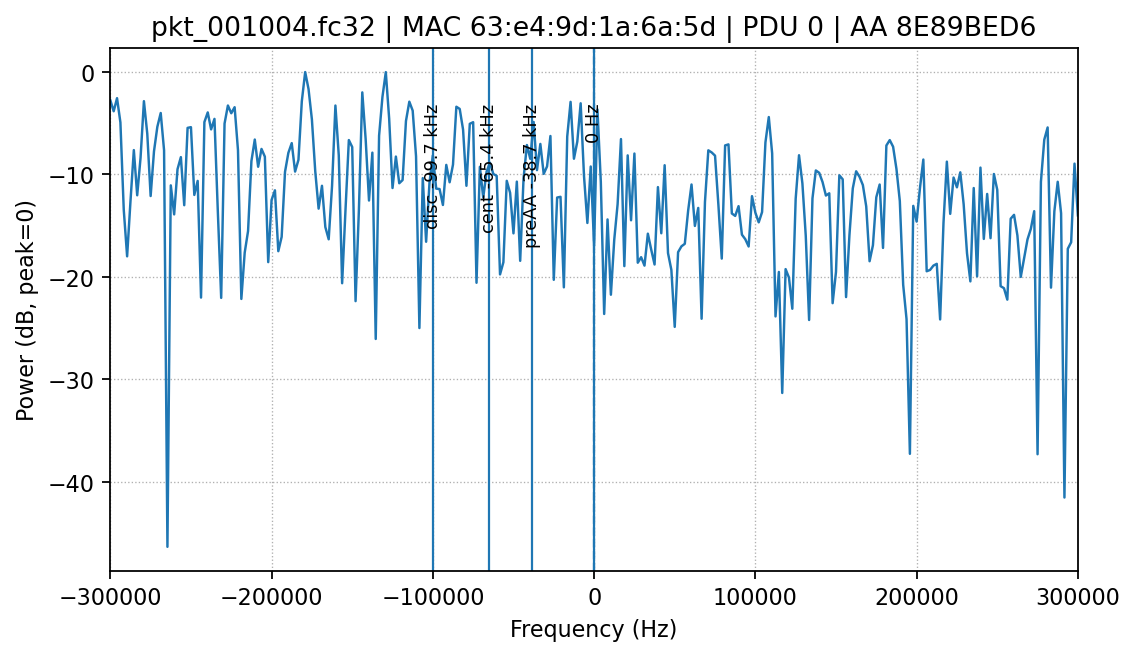 pkt_001004.fc32 | MAC 63:e4:9d:1a:6a:5d | PDU 0 | AA 8E89BED6
Power (dB, peak=0)
0
−10
−20
−30
−40
disc -99.7 kHz
cent -65.4 kHz
preAA -38.7 kHz
0 Hz
−300000
−200000
−100000
0
100000
200000
300000
Frequency (Hz)